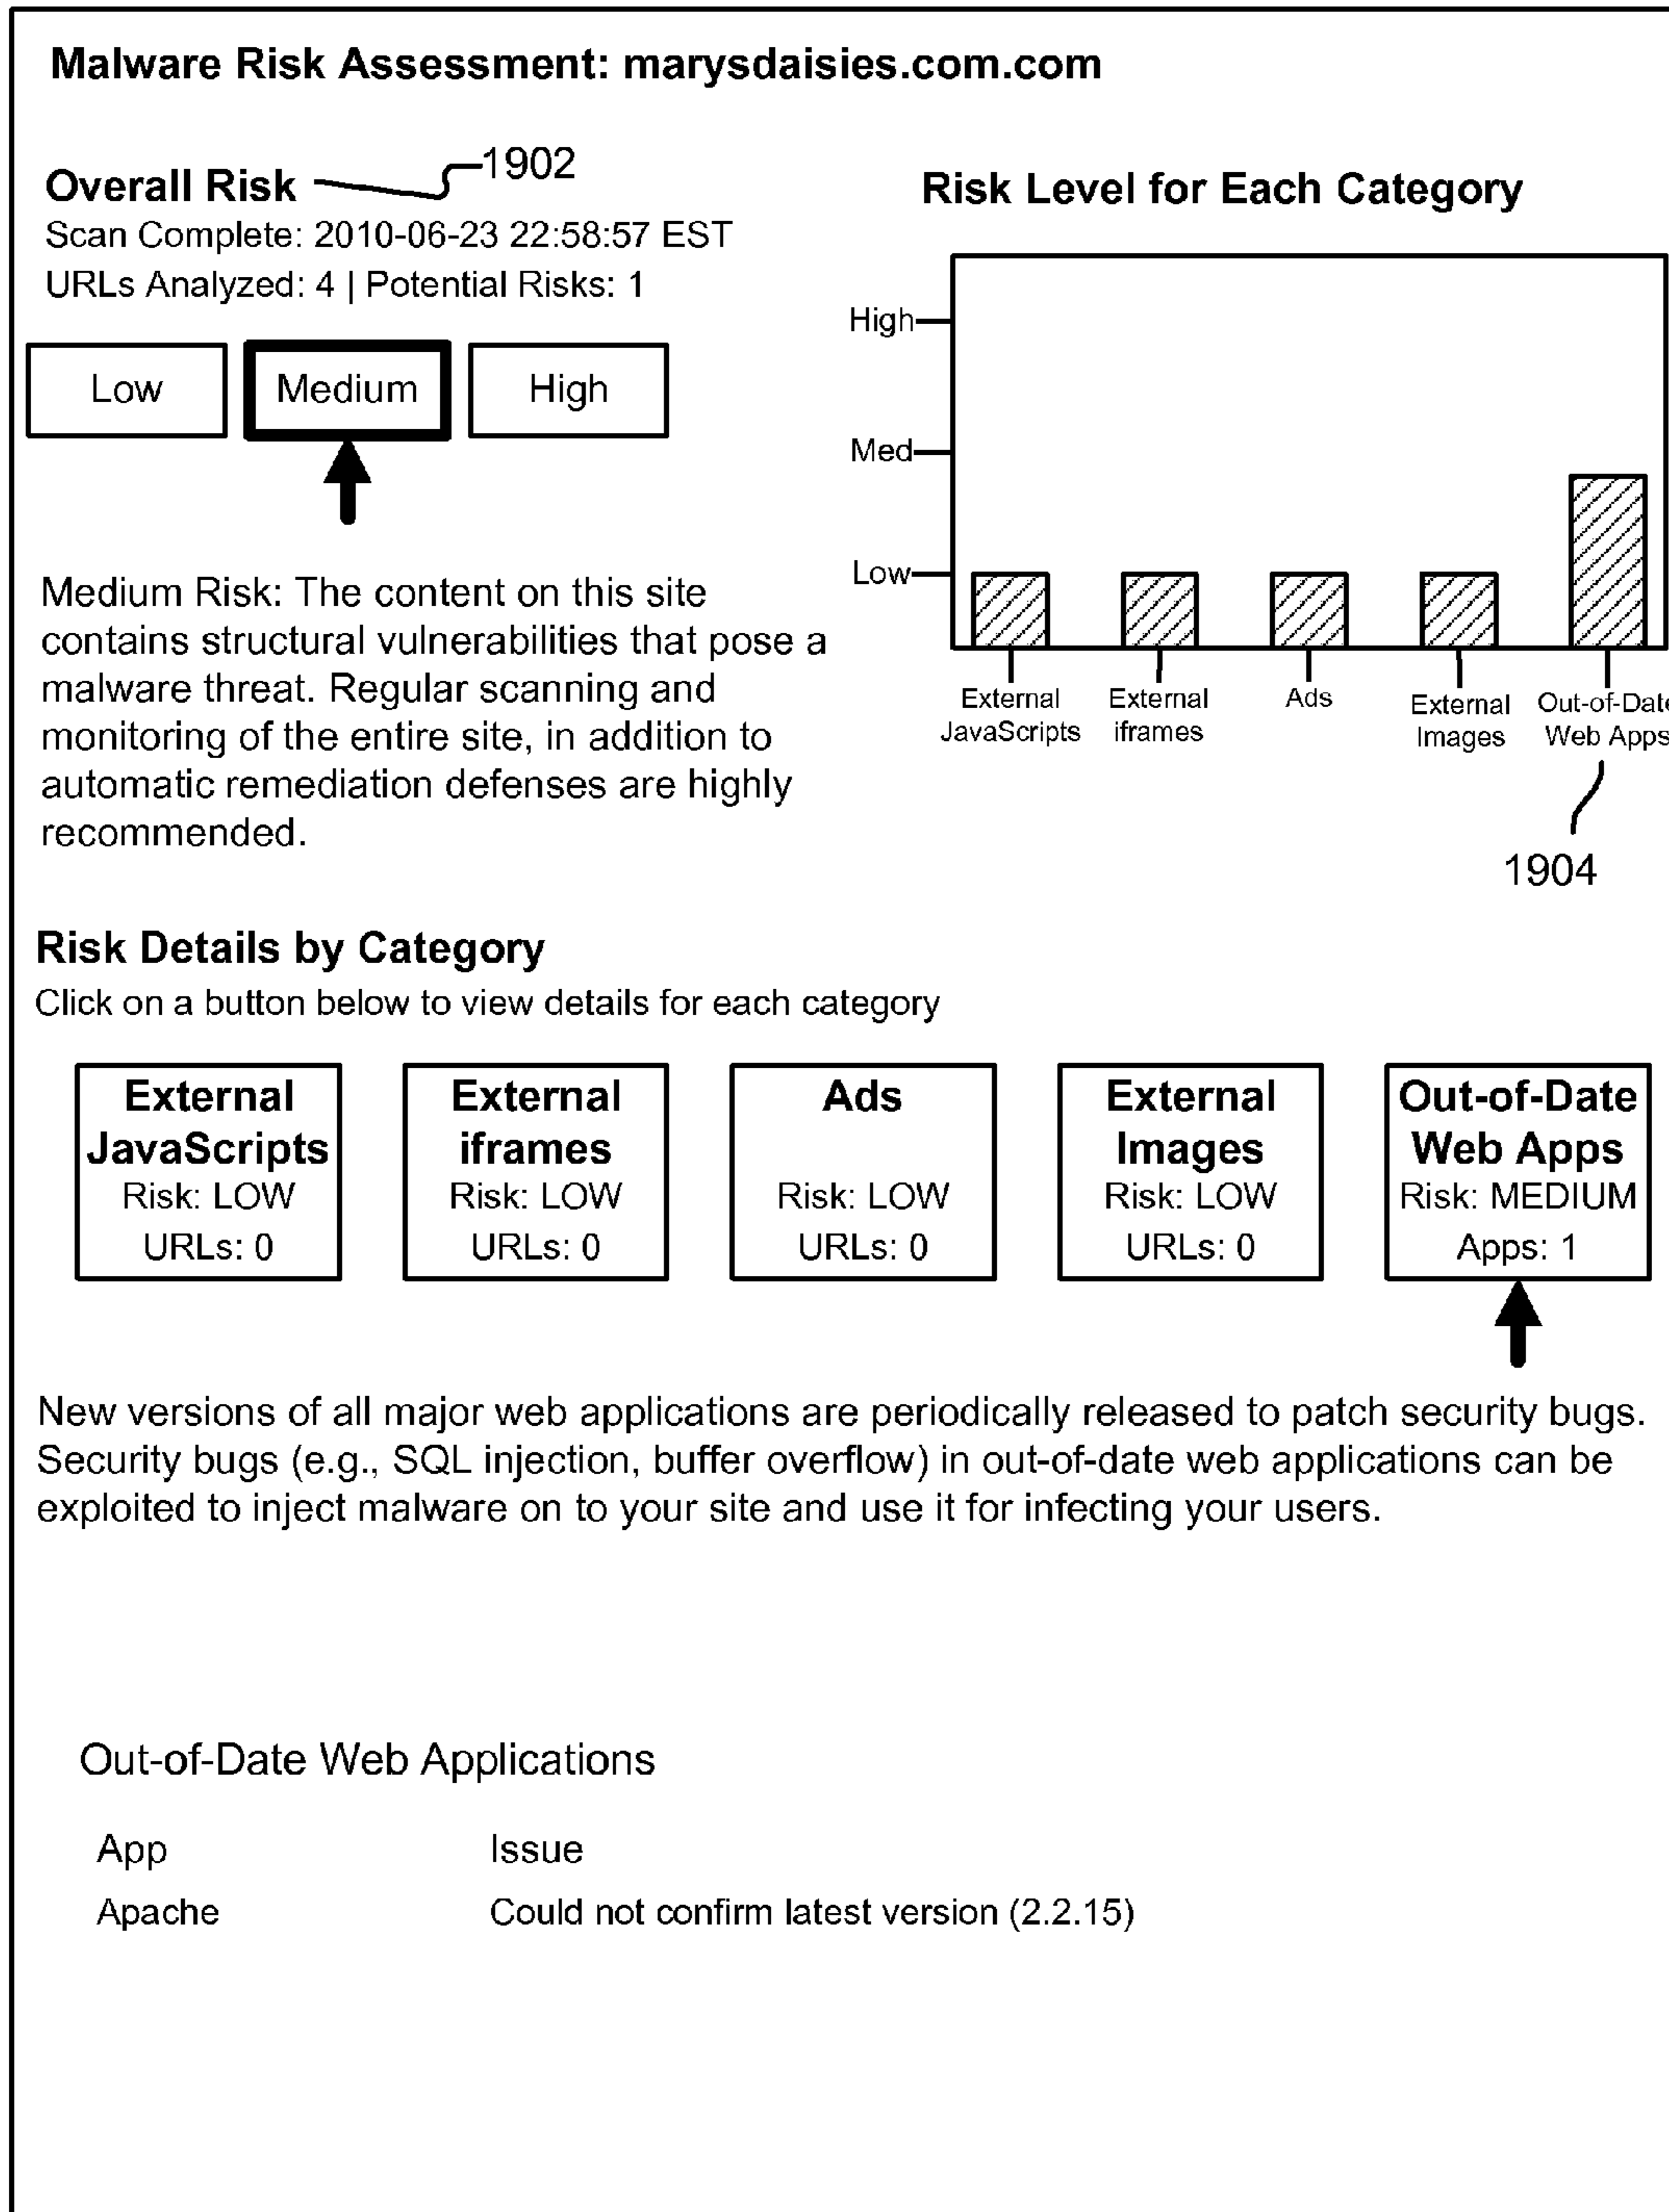 Malware Risk Assessment: marysdaisies.com.com
Overall Risk
1902
Scan Complete: 2010-06-23 22:58:57 EST
URLs Analyzed: 4 | Potential Risks: 1
Low
Medium
High
Medium Risk: The content on this site
contains structural vulnerabilities that pose a
malware threat. Regular scanning and
monitoring of the entire site, in addition to
automatic remediation defenses are highly
recommended.
Risk Level for Each Category
High
Med
Low
External
JavaScripts
External
iframes
Ads
External
Images
Out-of-Date
Web Apps
1904
Risk Details by Category
Click on a button below to view details for each category
External
JavaScripts
Risk: LOW
URLs: 0
External
iframes
Risk: LOW
URLs: 0
Ads
Risk: LOW
URLs: 0
External
Images
Risk: LOW
URLs: 0
Out-of-Date
Web Apps
Risk: MEDIUM
Apps: 1
New versions of all major web applications are periodically released to patch security bugs.
Security bugs (e.g., SQL injection, buffer overflow) in out-of-date web applications can be
exploited to inject malware on to your site and use it for infecting your users.
Out-of-Date Web Applications
App Issue
Apache Could not confirm latest version (2.2.15)